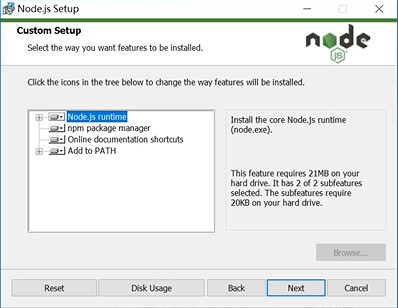 Node.js Setup
Custom Setup
Select the way you want features to be installed.
node
JS
Click the icons in the tree below to change the way features will be installed.
Node.js runtime
npm package manager
Online documentation shortcuts
Add to PATH
Install the core Node.js runtime
(node.exe).
This feature requires 21MB on your
hard drive. It has 2 of 2 subfeatures
selected. The subfeatures require
20KB on your hard drive.
Browse...
Reset
Disk Usage
Back
Next
Cancel